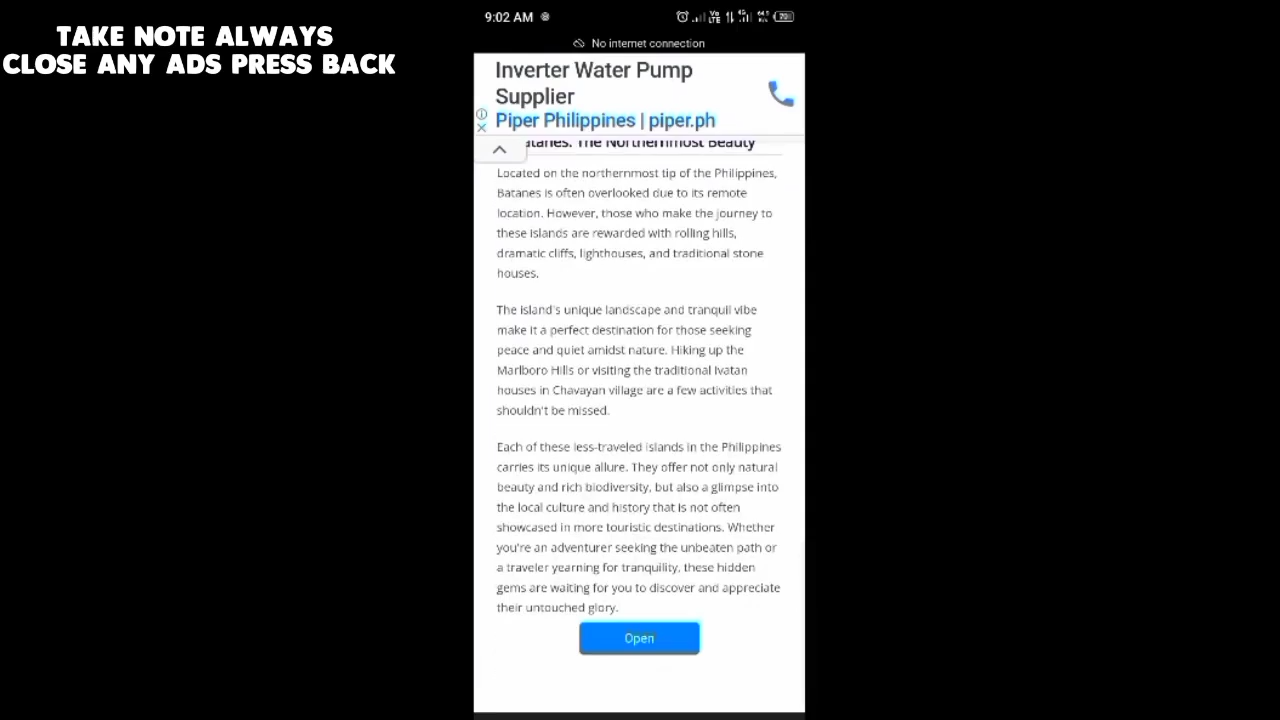 TAKE NOTE ALWAYS
CLOSE ANY ADS PRESS BACK
9:02 AM
No internet connection
Inverter Water Pump
Supplier
Piper Philippines | piper.ph
The Northernmost Beauty
Located on the northernmost tip of the Philippines,
Batanes is often overlooked due to its remote
location. However, those who make the journey to
these islands are rewarded with rolling hills,
dramatic cliffs, lighthouses, and traditional stone
houses.
The island's unique landscape and tranquil vibe
make it a perfect destination for those seeking
peace and quiet amidst nature. Hiking up the
Marlboro Hills or visiting the traditional Ivatan
houses in Chavayan village are a few activities that
shouldn't be missed.
Each of these less-traveled islands in the Philippines
carries its unique allure. They offer not only natural
beauty and rich biodiversity, but also a glimpse into
the local culture and history that is not often
showcased in more touristic destinations. Whether
you're an adventurer seeking the unbeaten path or
a traveler yearning for tranquility, these hidden
gems are waiting for you to discover and appreciate
their untouched glory.
Open